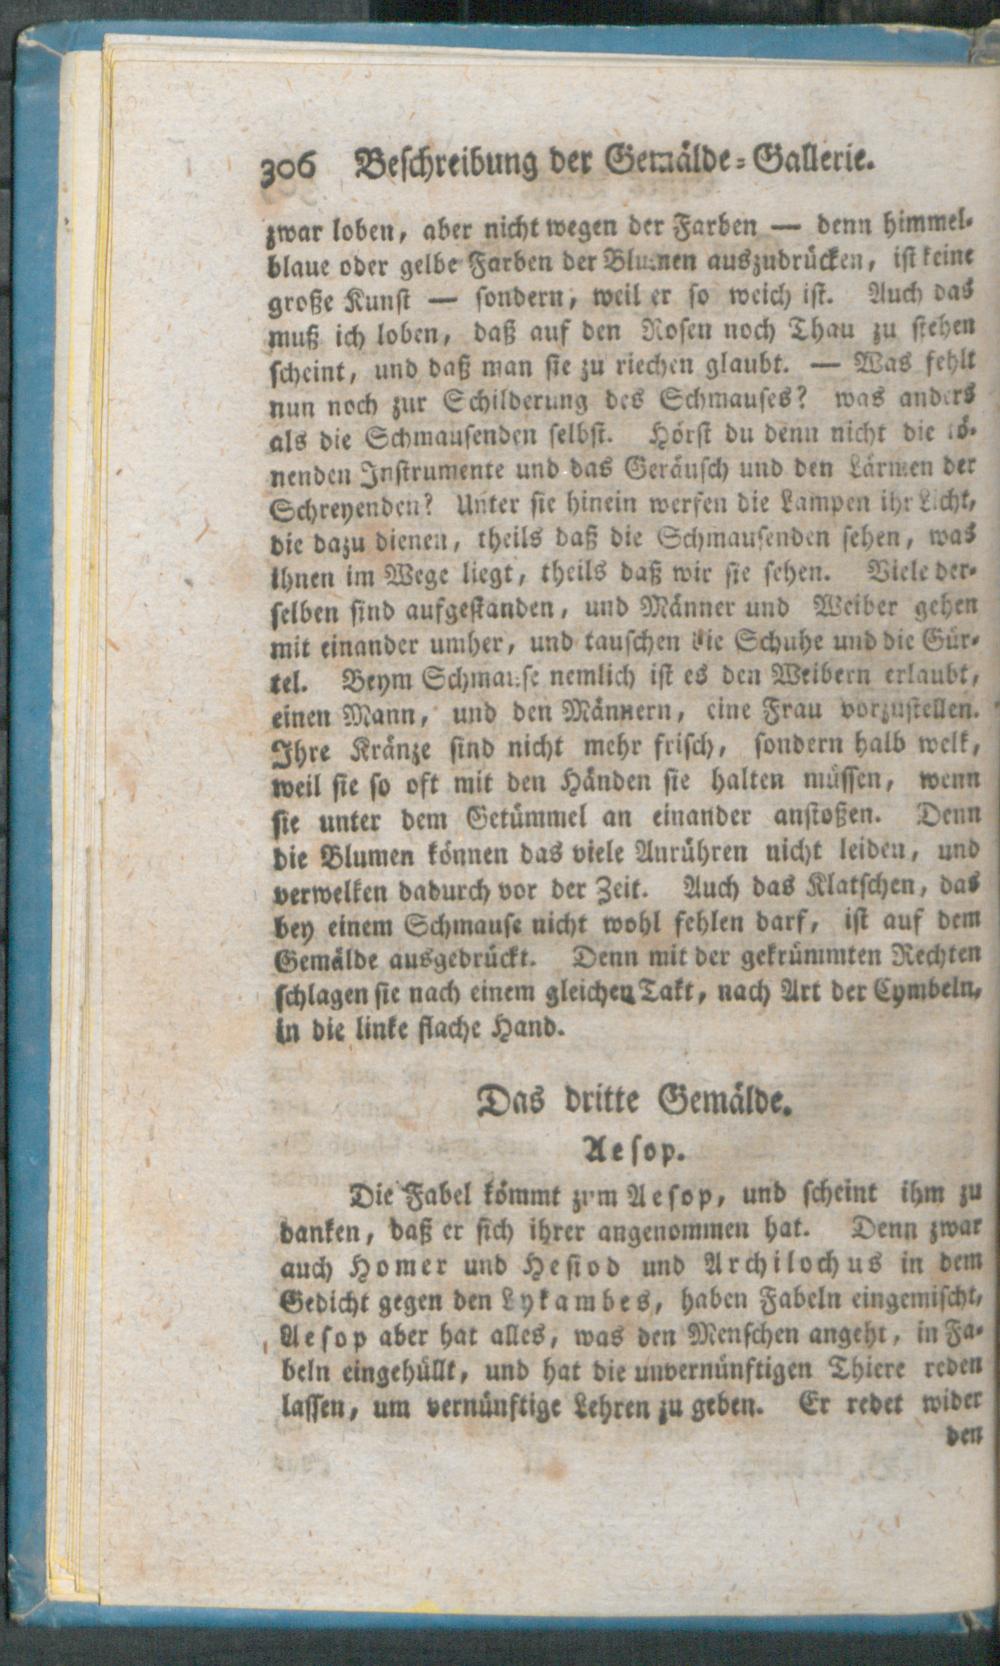 306 Beschreibung der Gemälde-Gallerie.
zwar loben, aber nicht wegen der Farben — denn himmel-
blaue oder gelbe Farben der Blumen auszudrücken, ist keine
große Kunst — sondern, weil er so weich ist. Auch das
muß ich loben, daß auf den Rosen noch Thau zu stehen
scheint, und daß man sie zu riechen glaubt. — Was fehlt
nun noch zur Schilderung des Schmauses? was anders
als die Schmausenden selbst. Hörst du denn nicht die tö-
nenden Instrumente und das Geräusch und den Lärmen der
Schreyenden? Unter sie hinein werfen die Lampen ihr Licht,
die dazu dienen, theils daß die Schmausenden sehen, was
ihnen im Wege liegt, theils daß wir sie sehen. Viele der-
selben sind aufgestanden, und Männer und Weiber gehen
mit einander umher, und tauschen die Schuhe und die Gür-
tel. Beym Schmause nemlich ist es den Weibern erlaubt,
einen Mann, und den Männern, eine Frau vorzustellen.
Ihre Kränze sind nicht mehr frisch, sondern halb welk,
weil sie so oft mit den Händen sie halten müssen, wenn
sie unter dem Getümmel an einander anstoßen. Denn
die Blumen können das viele Anrühren nicht leiden, und
verwelken dadurch vor der Zeit. Auch das Klatschen, das
bey einem Schmause nicht wohl fehlen darf, ist auf dem
Gemälde ausgedrückt. Denn mit der gekrümmten Rechten
schlagen sie nach einem gleichen Takt, nach Art der Cymbeln,
in die linke flache Hand.
Das dritte Gemälde.
Aesop.
Die Fabel kömmt zum Aesop, und scheint ihm zu
danken, daß er sich ihrer angenommen hat. Denn zwar
auch Homer und Hesiod und Archilochus in dem
Gedicht gegen den Lykambes, haben Fabeln eingemischt,
Aesop aber hat alles, was den Menschen angeht, in Fa-
beln eingehüllt, und hat die unvernünftigen Thiere reden
lassen, um vernünftige Lehren zu geben. Er redet wider
den